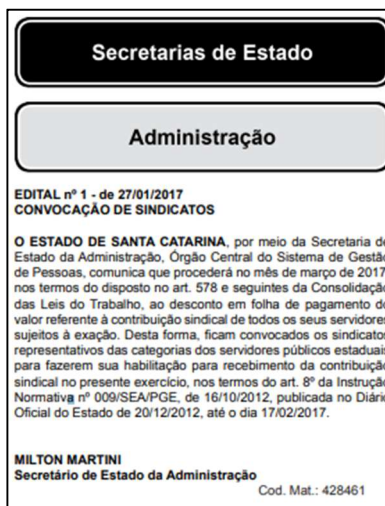 Secretarias de Estado
Administração
EDITAL nº 1 - de 27/01/2017
CONVOCAÇÃO DE SINDICATOS
O ESTADO DE SANTA CATARINA, por meio da Secretaria de
Estado da Administração, Órgão Central do Sistema de Gestão
de Pessoas, comunica que procederá no mês de março de 2017,
nos termos do disposto no art. 578 e seguintes da Consolidação
das Leis do Trabalho, ao desconto em folha de pagamento do
valor referente à contribuição sindical de todos os seus servidores
sujeitos à exação. Desta forma, ficam convocados os sindicatos
representativos das categorias dos servidores públicos estaduais
para fazerem sua habilitação para recebimento da contribuição
sindical no presente exercício, nos termos do art. 8º da Instrução
Normativa nº 009/SEA/PGE, de 16/10/2012, publicada no Diário
Oficial do Estado de 20/12/2012, até o dia 17/02/2017.
MILTON MARTINI
Secretário de Estado da Administração
Cod. Mat.: 428461